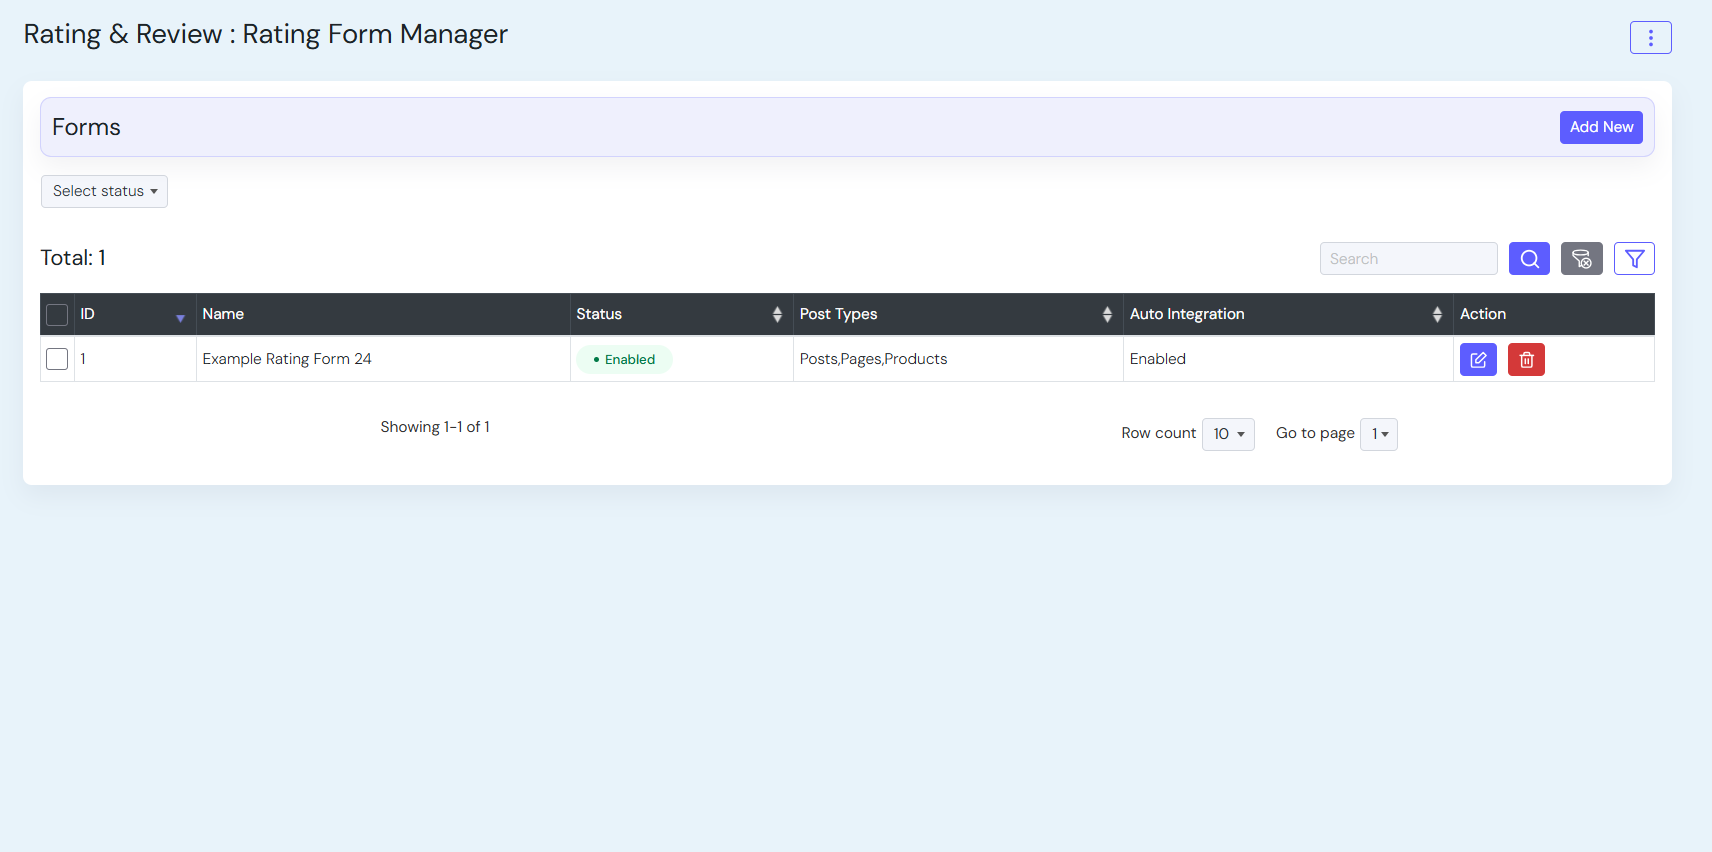 Rating & Review : Rating Form Manager
Forms
Add New
Select status
Total: 1
Search
ID Name Status Post Types Auto Integration Action
1 Example Rating Form 24 Enabled Posts,Pages,Products Enabled
Showing 1-1 of 1
Row count 10 Go to page 1